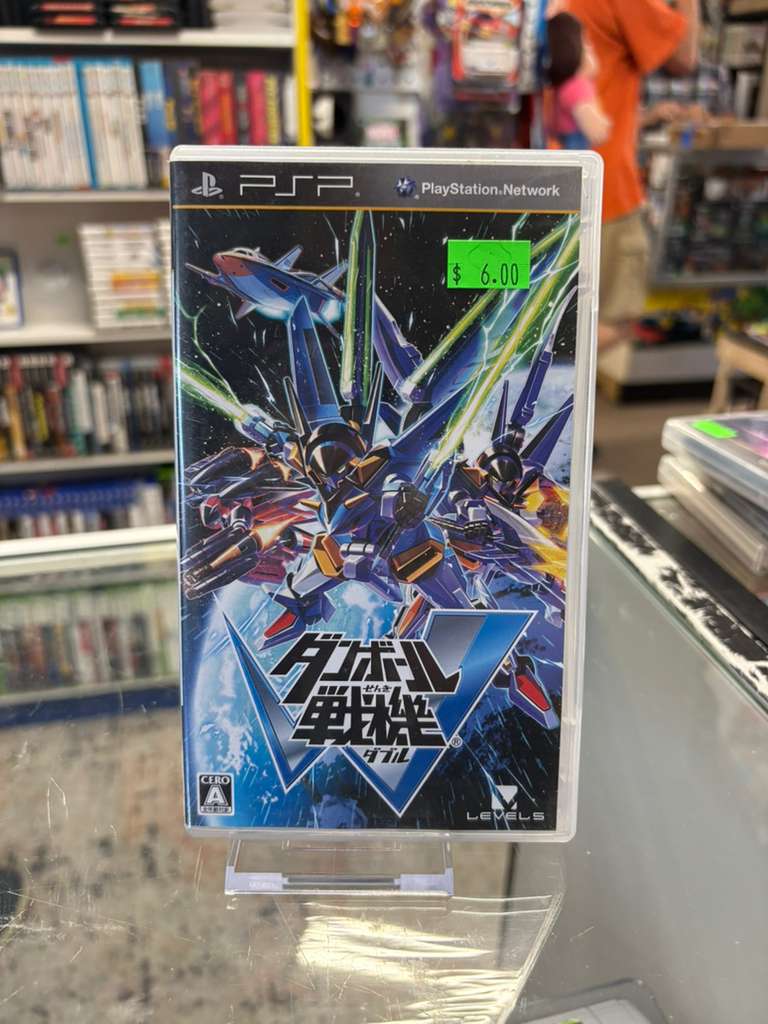 PSP
PlayStation®Network
$ 6.00
ダンボール
せんき
戦機
ダブル
®
CERO
A
LEVEL5